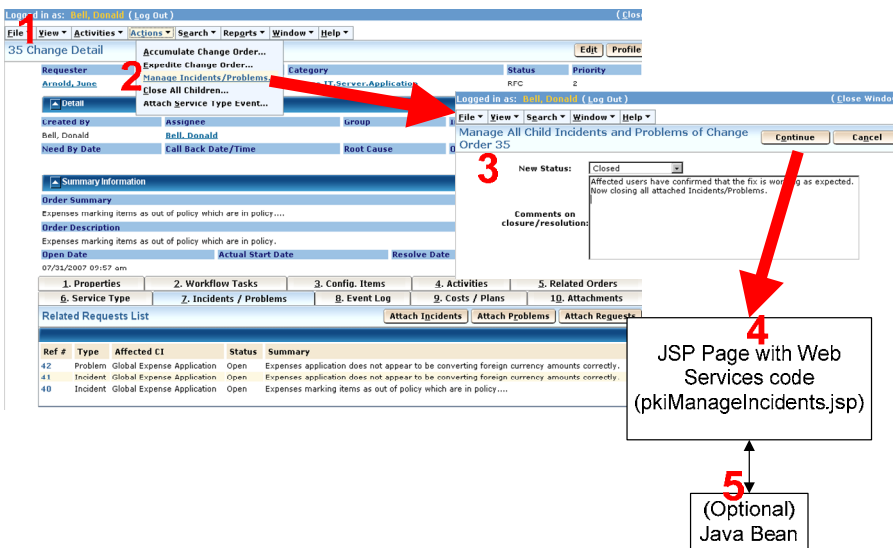 Logged in as: Bell, Donald ( Log Out ) ( Clos
1
File View Activities Actions Search Reports Window Help
35 Change Detail Edit Profile
Accumulate Change Order...
Expedite Change Order...
2
Manage Incidents/Problems.
Close All Children...
Attach Service Type Event...
Requester Category Status Priority
Arnold, June IT.Server.Application RFC 2
Detail
Created By Assignee Group
Bell, Donald Bell, Donald
Need By Date Call Back Date/Time Root Cause
Summary Information
Order Summary
Expenses marking items as out of policy which are in policy....
Order Description
Expenses marking items as out of policy which are in policy.
Open Date Actual Start Date Resolve Date
07/31/2007 09:57 am
1. Properties 2. Workflow Tasks 3. Config. Items 4. Activities 5. Related Orders
6. Service Type 7. Incidents / Problems 8. Event Log 9. Costs / Plans 10. Attachments
Related Requests List Attach Incidents Attach Problems Attach Requests
Ref # Type Affected CI Status Summary
42 Problem Global Expense Application Open Expenses application does not appear to be converting foreign currency amounts correctly.
41 Incident Global Expense Application Open Expenses application does not appear to be converting foreign currency amounts correctly.
40 Incident Global Expense Application Open Expenses marking items as out of policy which are in policy....
Logged in as: Bell, Donald ( Log Out ) ( Close Windo
File View Search Window Help
Manage All Child Incidents and Problems of Change
Order 35
Continue Cancel
3
New Status: Closed
Comments on
closure/resolution:
Affected users have confirmed that the fix is working as expected.
Now closing all attached Incidents/Problems.
4
JSP Page with Web
Services code
(pkiManageIncidents.jsp)
5
(Optional)
Java Bean